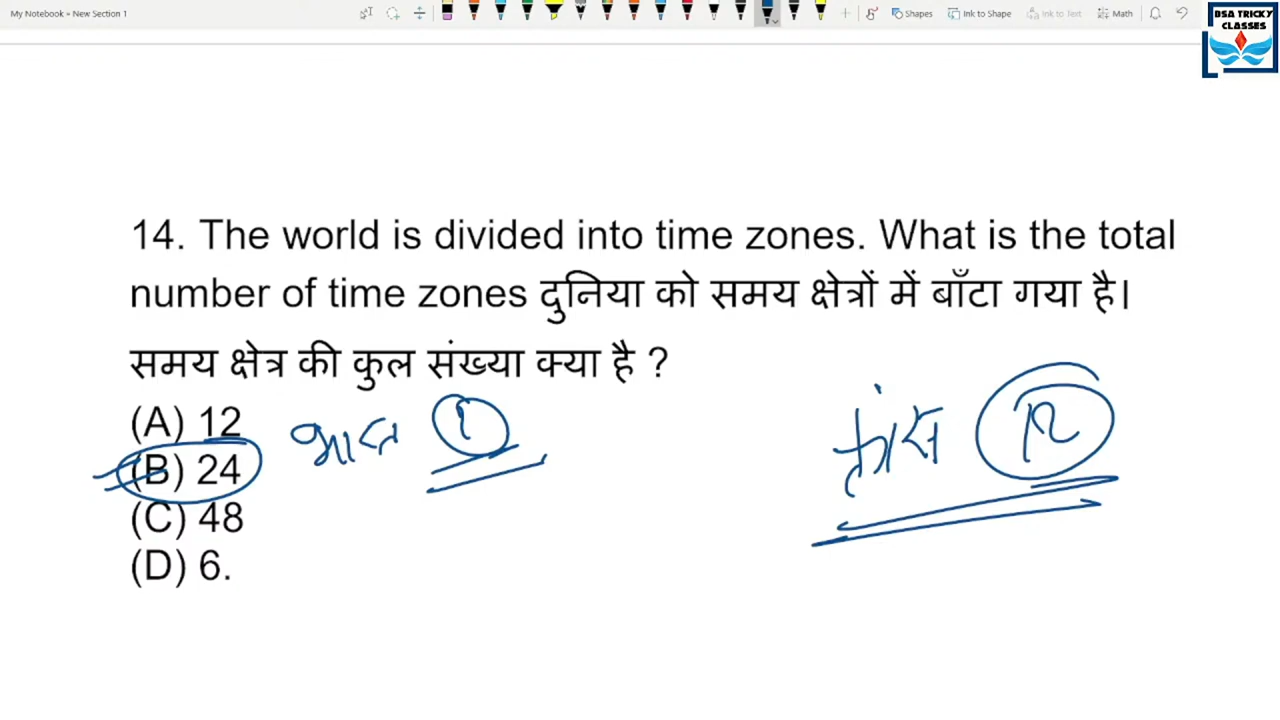 My Notebook » New Section 1
Shapes Ink to Shape Ink to Text Math
BSA TRICKY
CLASSES
14. The world is divided into time zones. What is the total
number of time zones दुनिया को समय क्षेत्रों में बाँटा गया है।
समय क्षेत्र की कुल संख्या क्या है ?
(A) 12
(B) 24
(C) 48
(D) 6.
भारत 1
फ्रांस 12